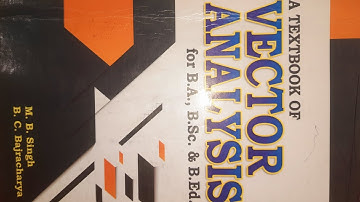 A TEXTBOOK OF
VECTOR
ANALYSIS
for B.A., B.Sc. & B.Ed.
M. B. Singh
B. C. Bajracharya